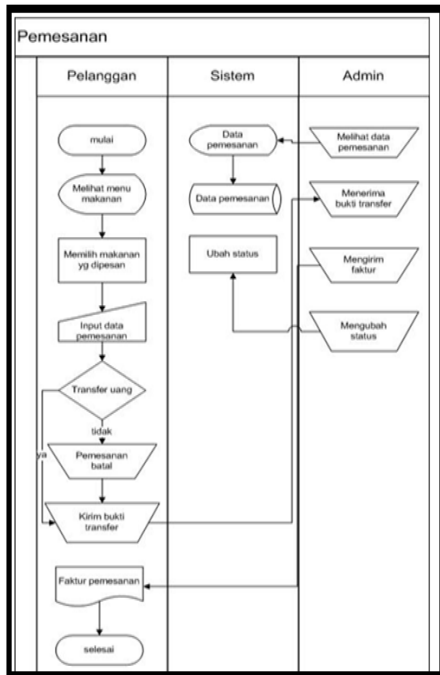 Pemesanan
Pelanggan
Sistem
Admin
mulai
Melihat menu
makanan
Memilih makanan
yg dipesan
Input data
pemesanan
Transfer uang
tidak
ya
Pemesanan
batal
Kirim bukti
transfer
Faktur pemesanan
selesai
Data
pemesanan
Data pemesanan
Ubah status
Melihat data
pemesanan
Menerima
bukti transfer
Mengirim
faktur
Mengubah
status